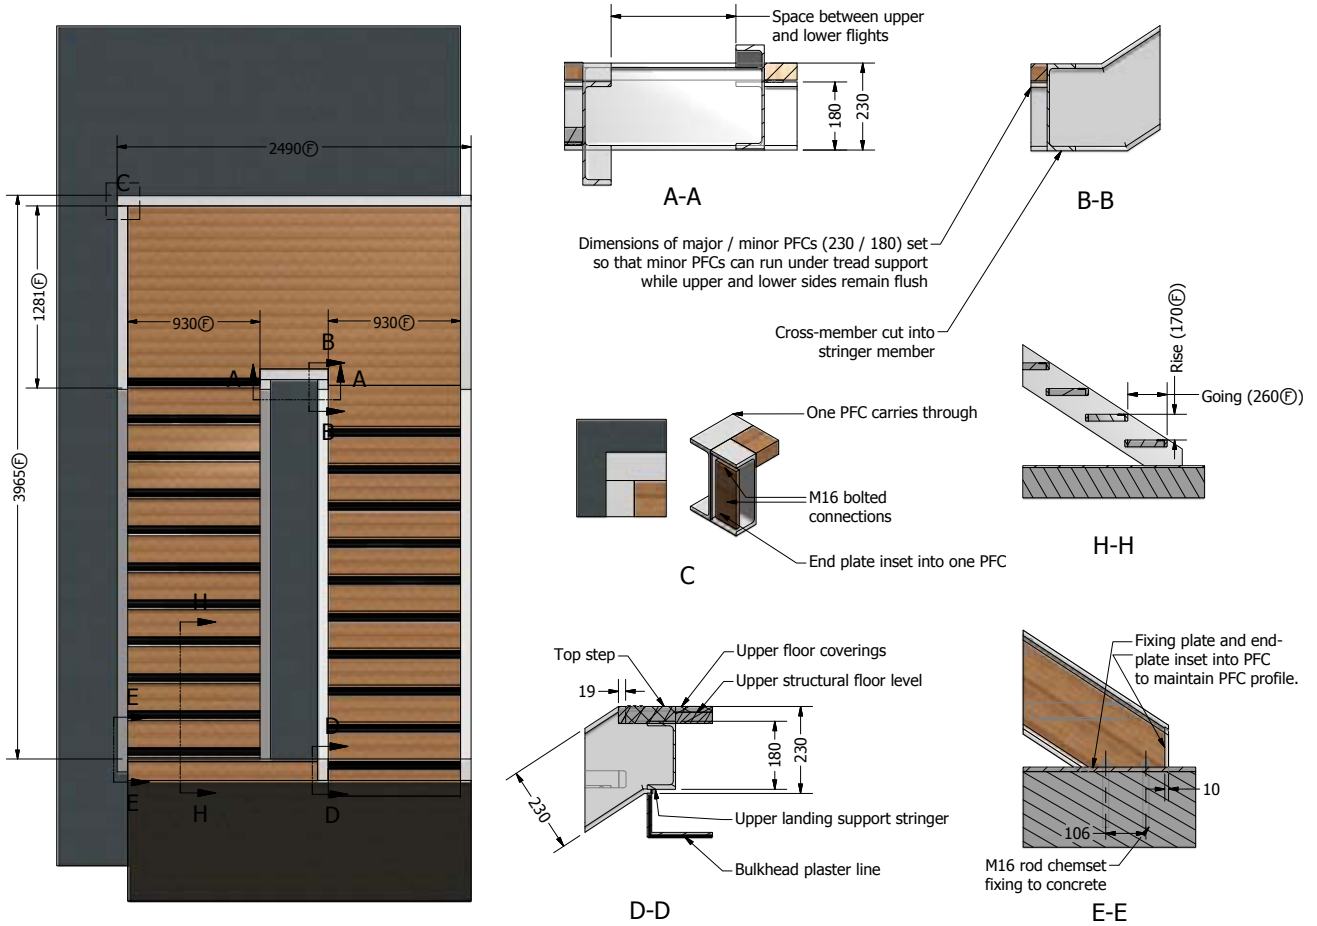 2490Ⓕ
C
1281Ⓕ
930Ⓕ
930Ⓕ
B
A
A
B
3965Ⓕ
H
E
D
E
H
D
Space between upper
and lower flights
180
230
A-A
B-B
Dimensions of major / minor PFCs (230 / 180) set
so that minor PFCs can run under tread support
while upper and lower sides remain flush
Cross-member cut into
stringer member
One PFC carries through
M16 bolted
connections
End plate inset into one PFC
C
Rise (170Ⓕ)
Going (260Ⓕ)
H-H
Top step
Upper floor coverings
Upper structural floor level
19
180
230
230
Upper landing support stringer
Bulkhead plaster line
D-D
Fixing plate and end-
plate inset into PFC
to maintain PFC profile.
10
106
M16 rod chemset
fixing to concrete
E-E